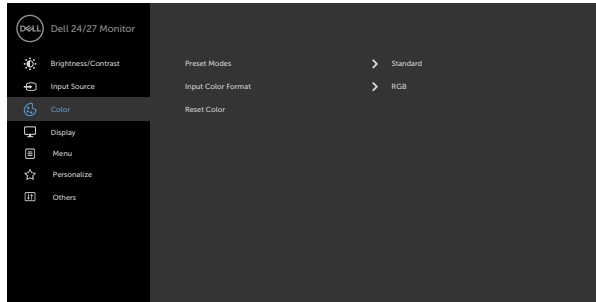 DELL Dell 24/27 Monitor
Brightness/Contrast
Preset Modes Standard
Input Source
Input Color Format RGB
Color
Reset Color
Display
Menu
Personalize
Others